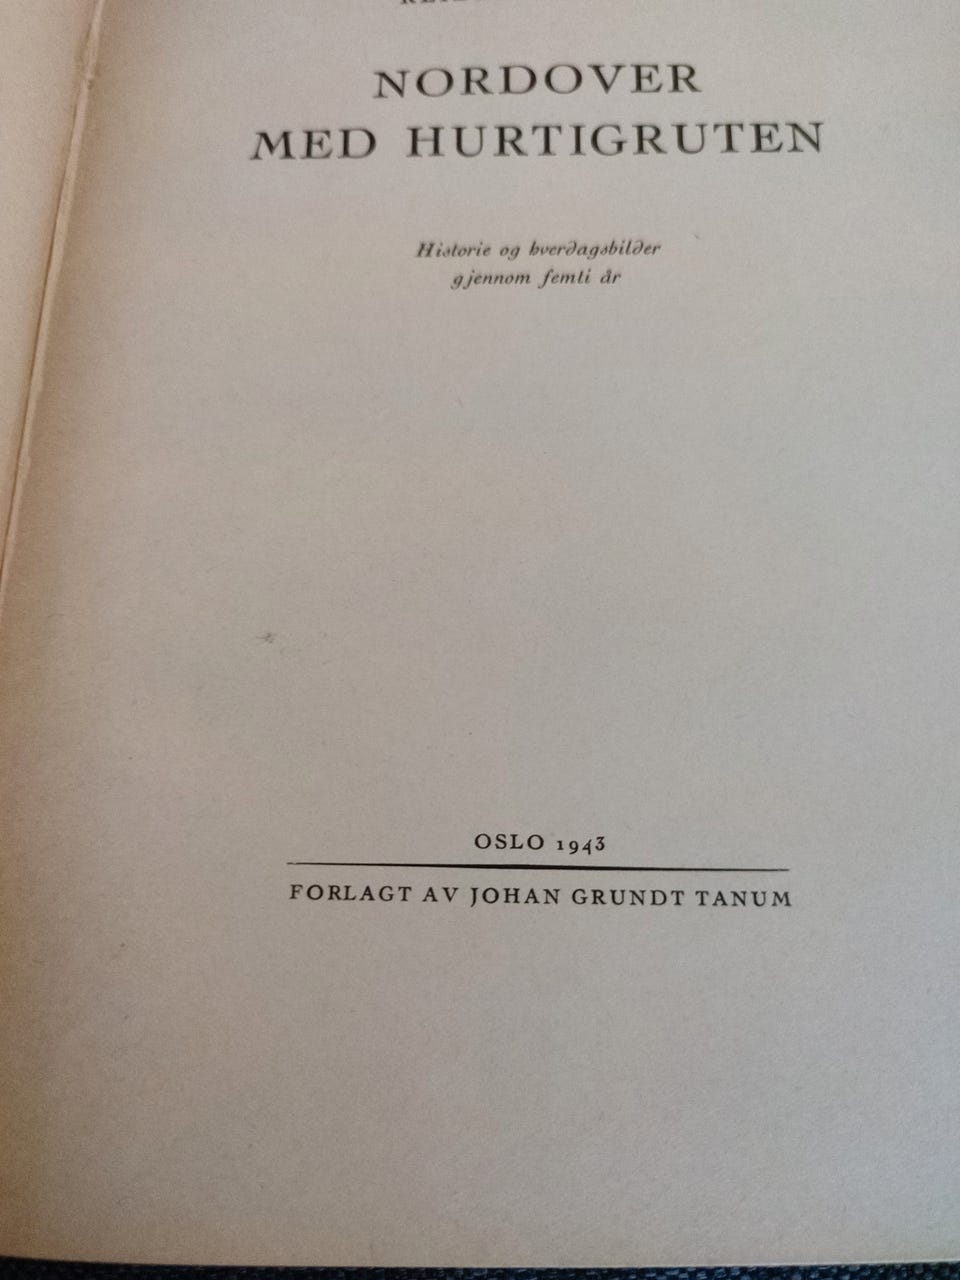 NORDOVER
MED HURTIGRUTEN
Historie og hverdagsbilder
gjennom femti år
OSLO 1943
FORLAGT AV JOHAN GRUNDT TANUM